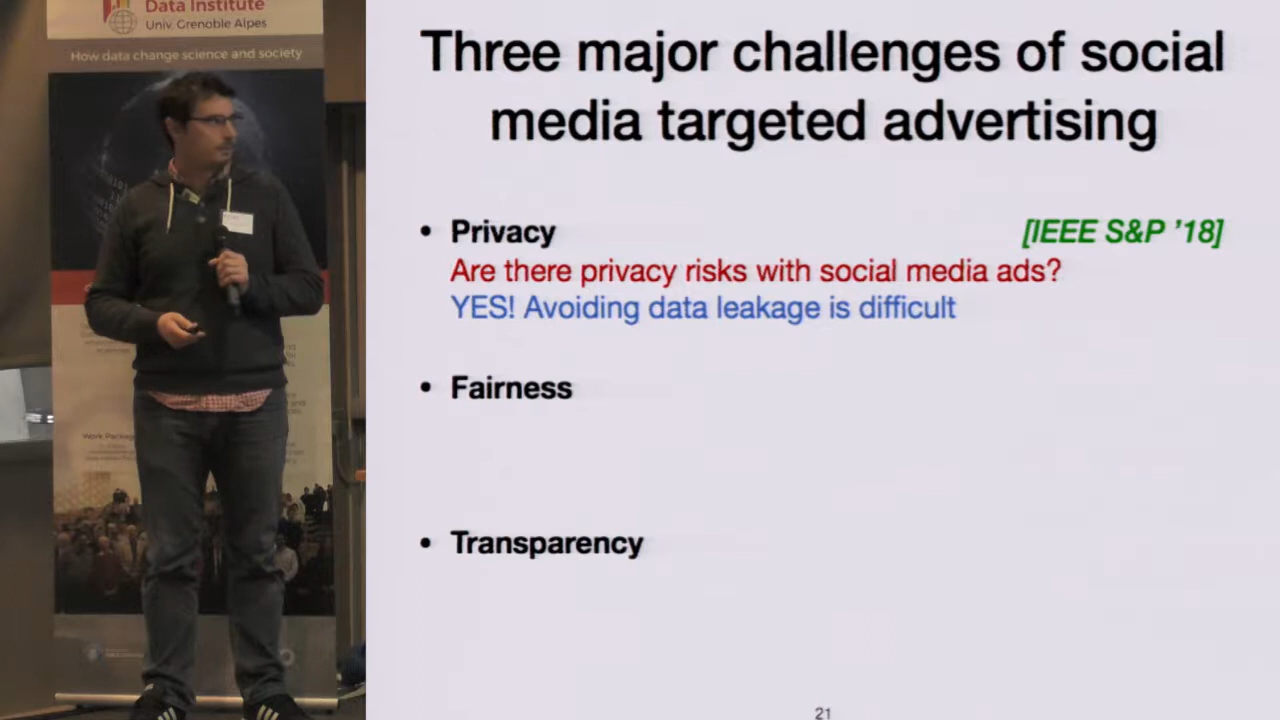 Data Institute
Univ. Grenoble Alpes
How data change science and society
Work Package
Three major challenges of social
media targeted advertising
• Privacy [IEEE S&P ’18]
Are there privacy risks with social media ads?
YES! Avoiding data leakage is difficult
• Fairness
• Transparency
21